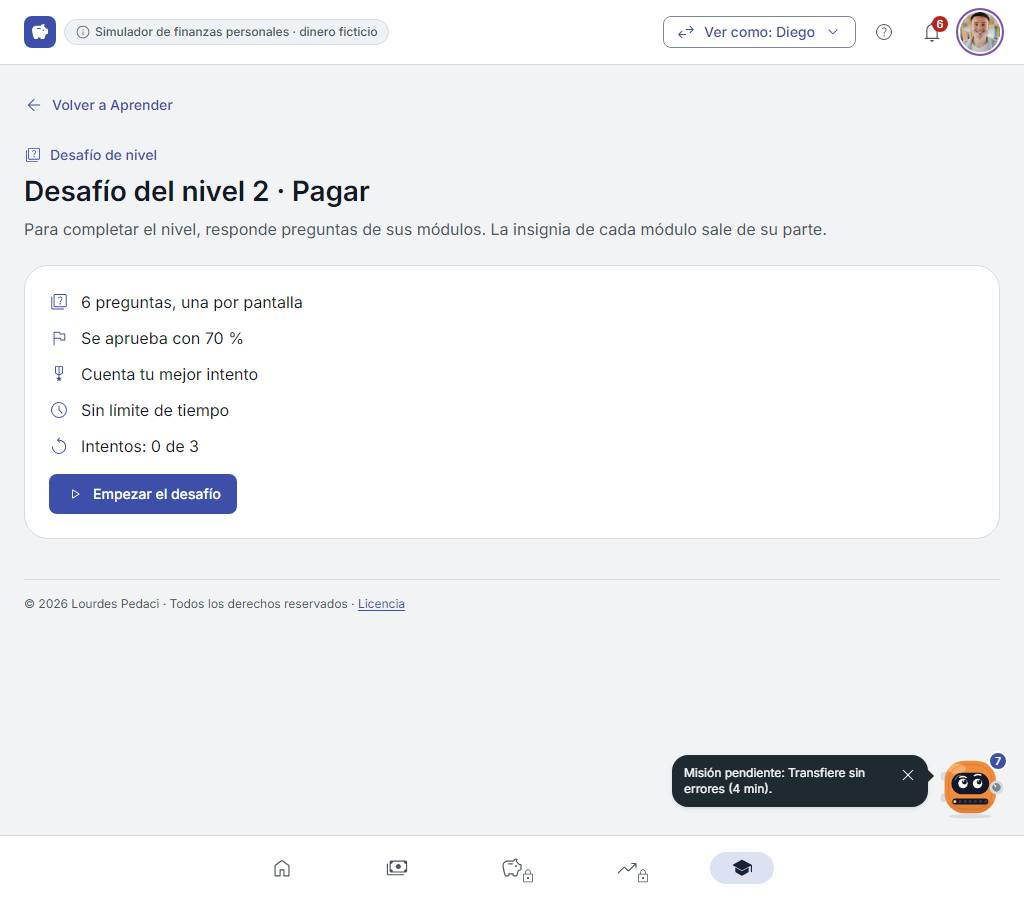 Simulador de finanzas personales · dinero ficticio
Ver como: Diego
6
Volver a Aprender
Desafío de nivel
Desafío del nivel 2 · Pagar
Para completar el nivel, responde preguntas de sus módulos. La insignia de cada módulo sale de su parte.
6 preguntas, una por pantalla
Se aprueba con 70 %
Cuenta tu mejor intento
Sin límite de tiempo
Intentos: 0 de 3
Empezar el desafío
© 2026 Lourdes Pedaci · Todos los derechos reservados · Licencia
7
Misión pendiente: Transfiere sin
errores (4 min).